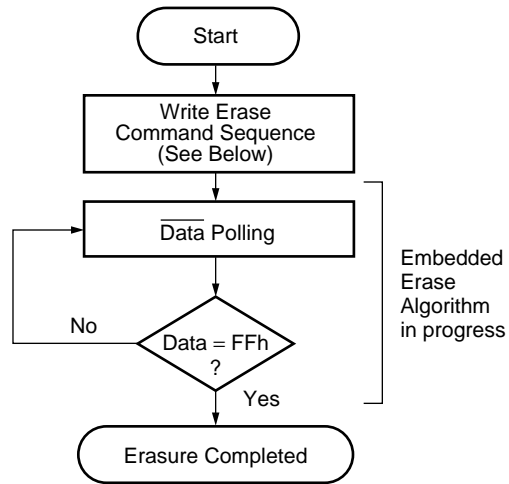 Start
Write Erase
Command Sequence
(See Below)
Data Polling
Embedded
Erase
Algorithm
in progress
No
Data = FFh
?
Yes
Erasure Completed